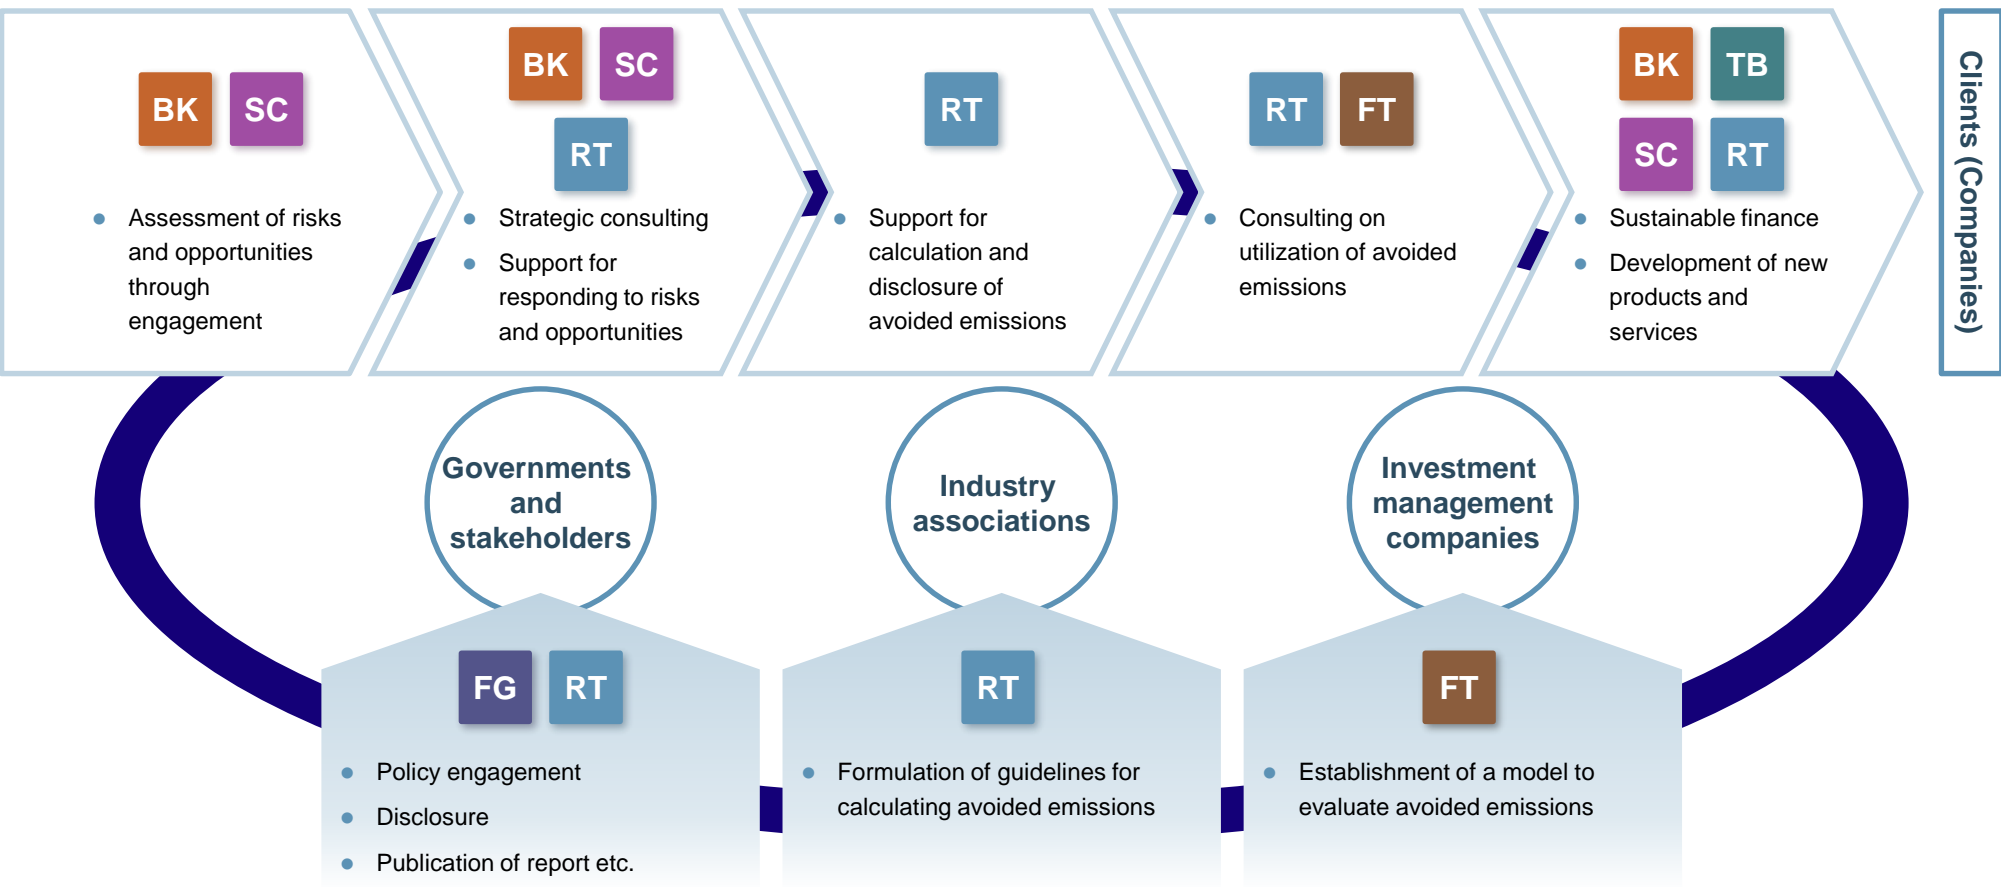 BK SC
Assessment of risks
and opportunities
through
engagement
BK SC
RT
Strategic consulting
Support for
responding to risks
and opportunities
RT
Support for
calculation and
disclosure of
avoided emissions
RT FT
Consulting on
utilization of avoided
emissions
BK TB
SC RT
Sustainable finance
Development of new
products and
services
Clients (Companies)
Governments
and
stakeholders
FG RT
Policy engagement
Disclosure
Publication of report etc.
Industry
associations
RT
Formulation of guidelines for
calculating avoided emissions
Investment
management
companies
FT
Establishment of a model to
evaluate avoided emissions